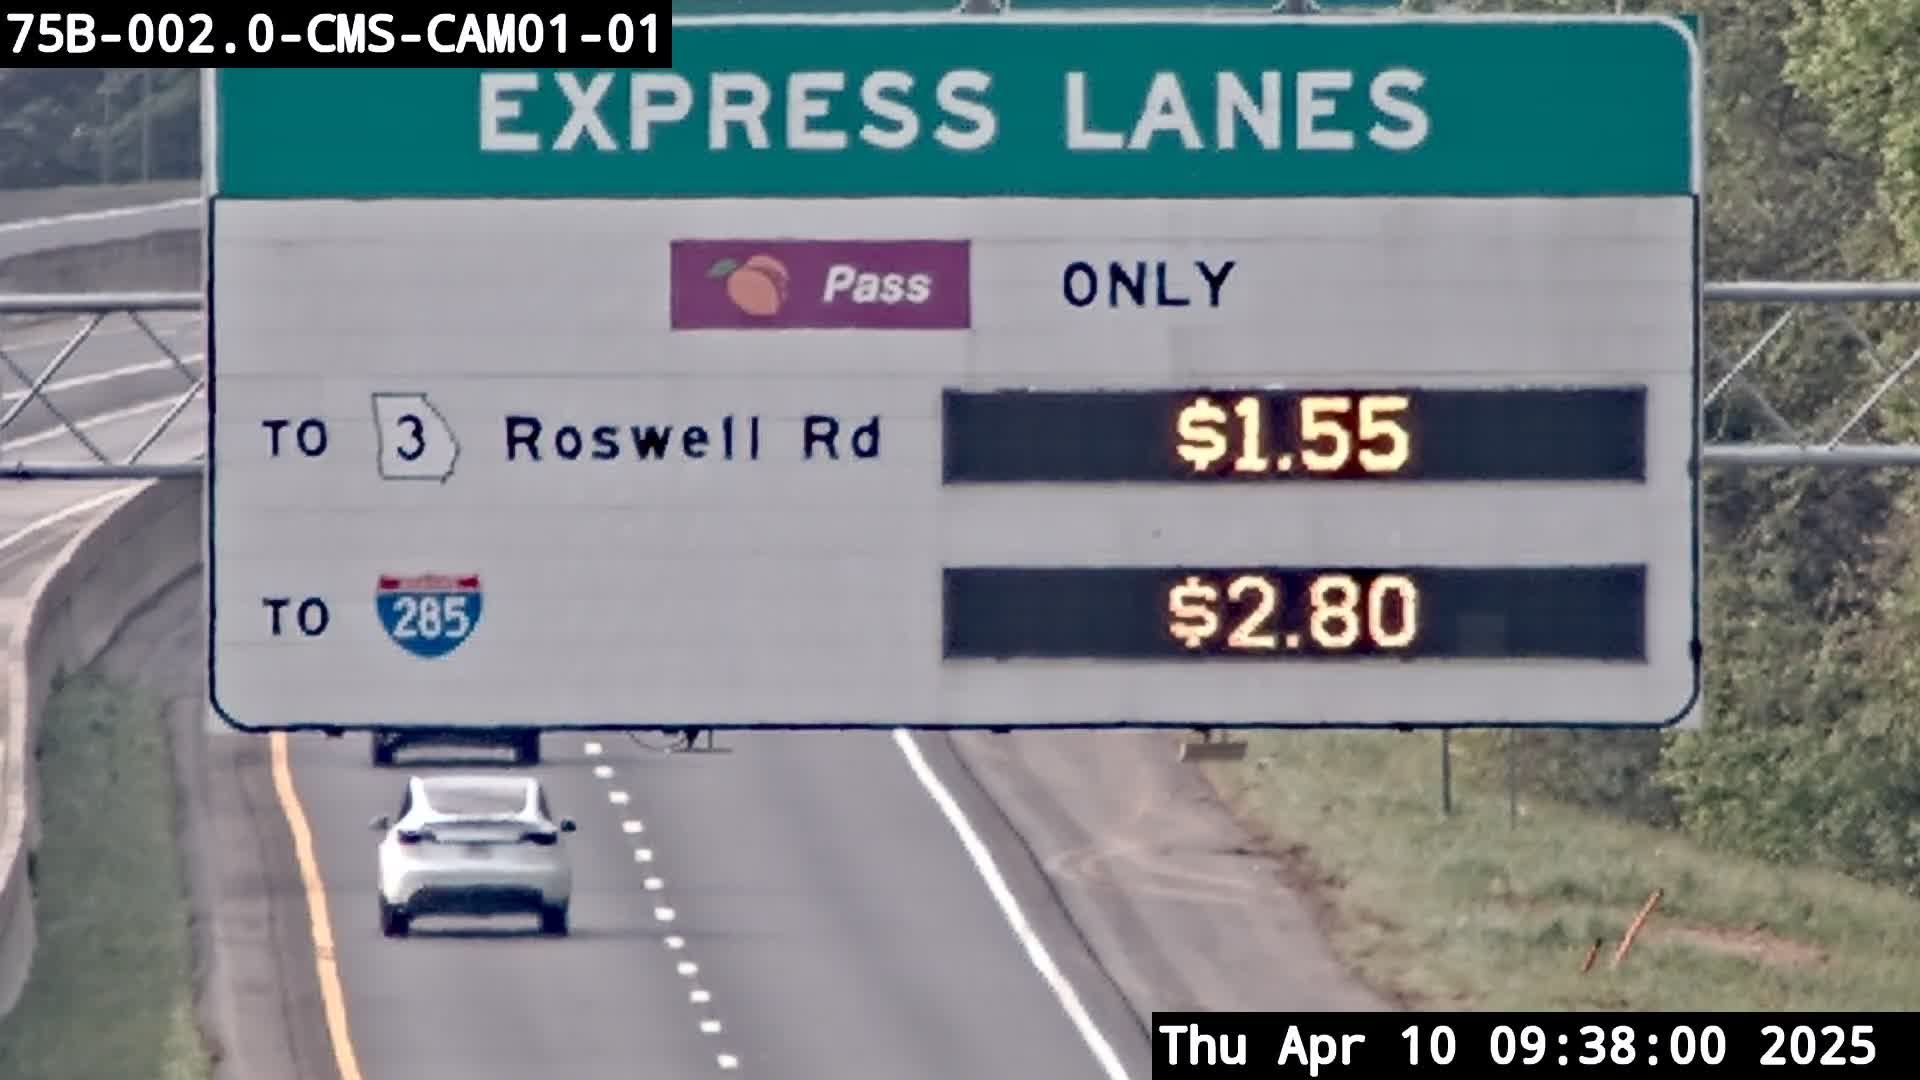 75B-002.0-CMS-CAM01-01
EXPRESS LANES
Pass ONLY
TO 3 Roswell Rd $1.55
TO 285 $2.80
Thu Apr 10 09:38:00 2025